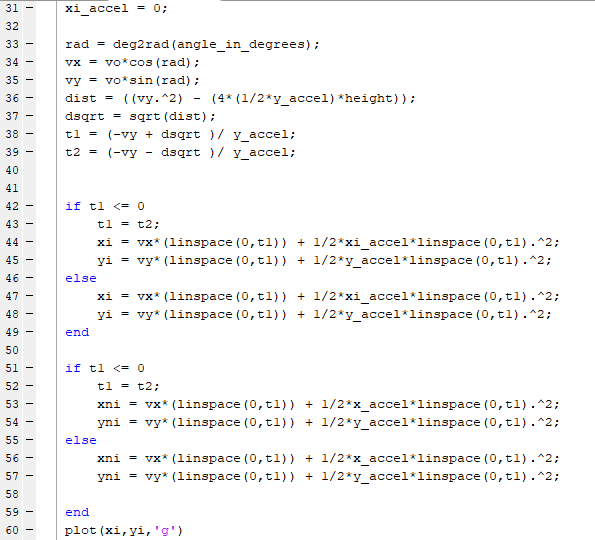 31 - xi_accel = 0;
32
33 - rad = deg2rad(angle_in_degrees);
34 - vx = vo*cos(rad);
35 - vy = vo*sin(rad);
36 - dist = ((vy.^2) - (4*(1/2*y_accel)*height));
37 - dsqrt = sqrt(dist);
38 - t1 = (-vy + dsqrt )/ y_accel;
39 - t2 = (-vy - dsqrt )/ y_accel;
40
41
42 - if t1 <= 0
43 - t1 = t2;
44 - xi = vx*(linspace(0,t1)) + 1/2*xi_accel*linspace(0,t1).^2;
45 - yi = vy*(linspace(0,t1)) + 1/2*y_accel*linspace(0,t1).^2;
46 - else
47 - xi = vx*(linspace(0,t1)) + 1/2*xi_accel*linspace(0,t1).^2;
48 - yi = vy*(linspace(0,t1)) + 1/2*y_accel*linspace(0,t1).^2;
49 - end
50
51 - if t1 <= 0
52 - t1 = t2;
53 - xni = vx*(linspace(0,t1)) + 1/2*x_accel*linspace(0,t1).^2;
54 - yni = vy*(linspace(0,t1)) + 1/2*y_accel*linspace(0,t1).^2;
55 - else
56 - xni = vx*(linspace(0,t1)) + 1/2*x_accel*linspace(0,t1).^2;
57 - yni = vy*(linspace(0,t1)) + 1/2*y_accel*linspace(0,t1).^2;
58
59 - end
60 - plot(xi,yi,'g')